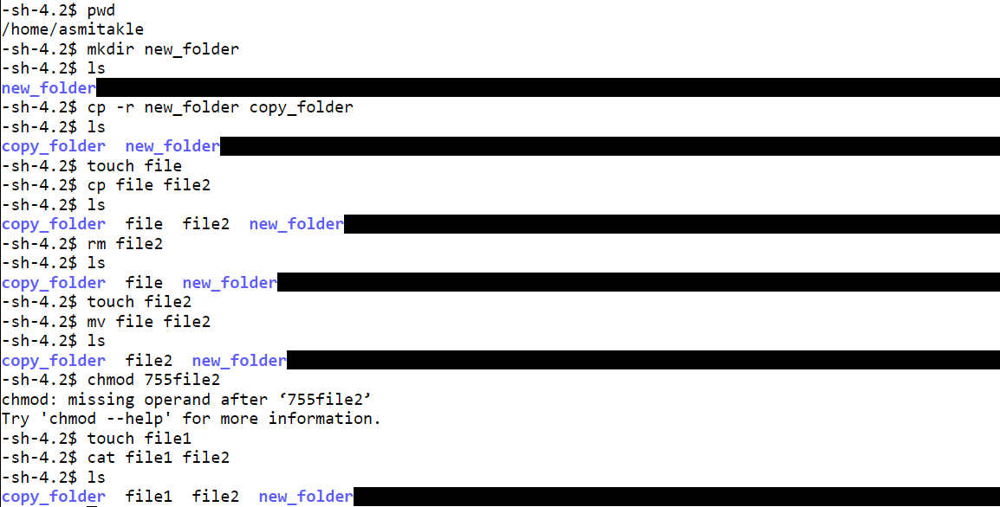 -sh-4.2$ pwd
/home/asmitakle
-sh-4.2$ mkdir new_folder
-sh-4.2$ ls
new_folder
-sh-4.2$ cp -r new_folder copy_folder
-sh-4.2$ ls
copy_folder  new_folder
-sh-4.2$ touch file
-sh-4.2$ cp file file2
-sh-4.2$ ls
copy_folder  file  file2  new_folder
-sh-4.2$ rm file2
-sh-4.2$ ls
copy_folder  file  new_folder
-sh-4.2$ touch file2
-sh-4.2$ mv file file2
-sh-4.2$ ls
copy_folder  file2  new_folder
-sh-4.2$ chmod 755file2
chmod: missing operand after ‘755file2’
Try 'chmod --help' for more information.
-sh-4.2$ touch file1
-sh-4.2$ cat file1 file2
-sh-4.2$ ls
copy_folder  file1  file2  new_folder